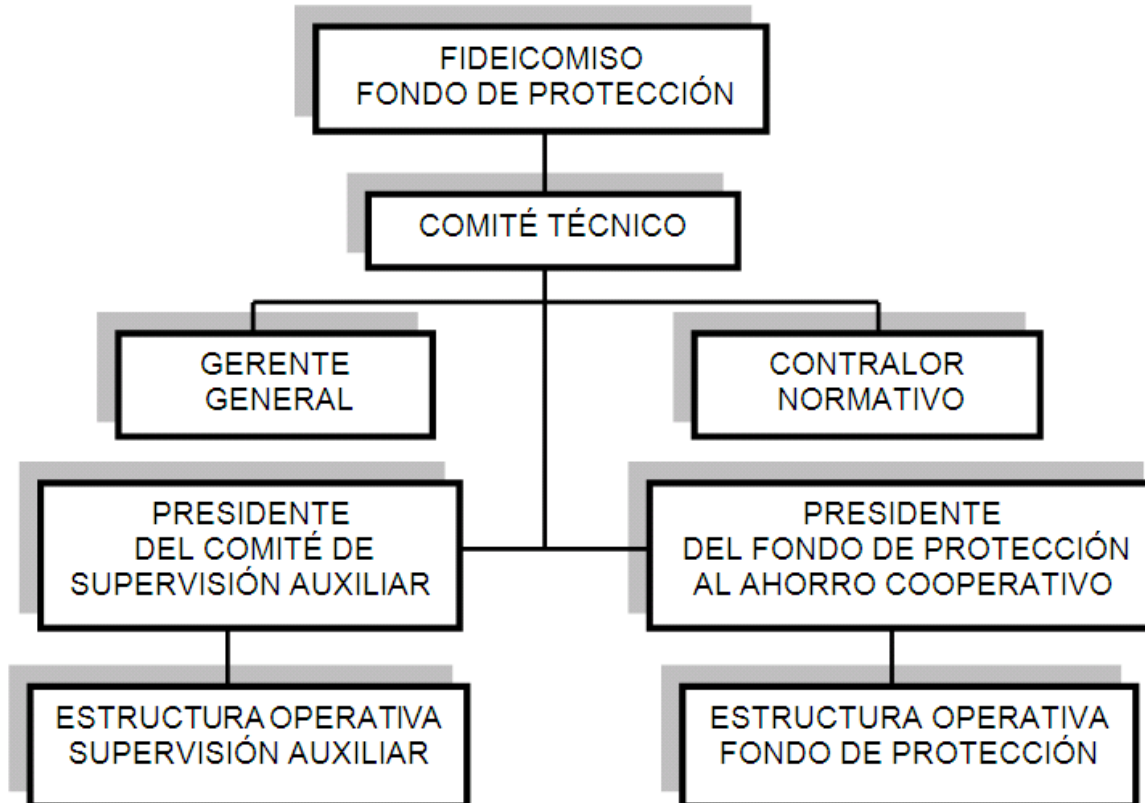 FIDEICOMISO
FONDO DE PROTECCIÓN
COMITÉ TÉCNICO
GERENTE
GENERAL
CONTRALOR
NORMATIVO
PRESIDENTE
DEL COMITÉ DE
SUPERVISIÓN AUXILIAR
PRESIDENTE
DEL FONDO DE PROTECCIÓN
AL AHORRO COOPERATIVO
ESTRUCTURA OPERATIVA
SUPERVISIÓN AUXILIAR
ESTRUCTURA OPERATIVA
FONDO DE PROTECCIÓN